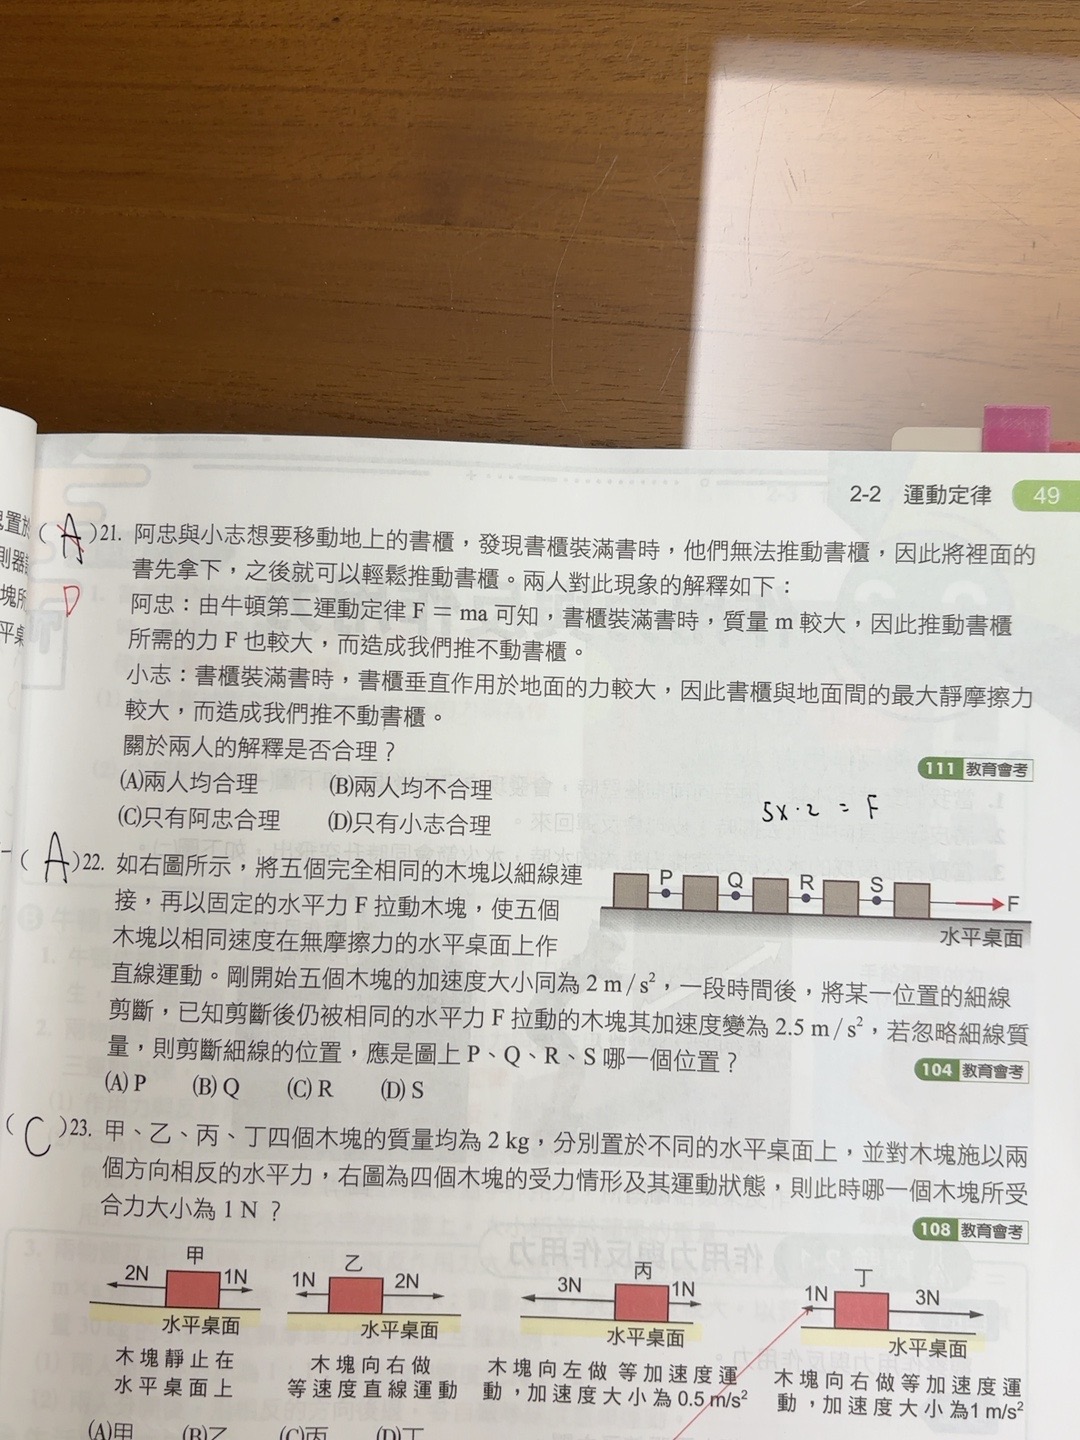 2-2 運動定律 49
(A)21. 阿忠與小志想要移動地上的書櫃，發現書櫃裝滿書時，他們無法推動書櫃，因此將裡面的
書先拿下，之後就可以輕鬆推動書櫃。兩人對此現象的解釋如下：
D
阿忠：由牛頓第二運動定律 F = ma 可知，書櫃裝滿書時，質量 m 較大，因此推動書櫃
所需的力 F 也較大，而造成我們推不動書櫃。
小志：書櫃裝滿書時，書櫃垂直作用於地面的力較大，因此書櫃與地面間的最大靜摩擦力
較大，而造成我們推不動書櫃。
關於兩人的解釋是否合理？
111 教育會考
(A)兩人均合理 (B)兩人均不合理
(C)只有阿忠合理 (D)只有小志合理
5x·2 = F
(A)22. 如右圖所示，將五個完全相同的木塊以細線連
接，再以固定的水平力 F 拉動木塊，使五個
木塊以相同速度在無摩擦力的水平桌面上作
P Q R S F
水平桌面
直線運動。剛開始五個木塊的加速度大小同為 2 m/s²，一段時間後，將某一位置的細線
剪斷，已知剪斷後仍被相同的水平力 F 拉動的木塊其加速度變為 2.5 m/s²，若忽略細線質
量，則剪斷細線的位置，應是圖上 P、Q、R、S 哪一個位置？
104 教育會考
(A) P (B) Q (C) R (D) S
(C)23. 甲、乙、丙、丁四個木塊的質量均為 2 kg，分別置於不同的水平桌面上，並對木塊施以兩
個方向相反的水平力，右圖為四個木塊的受力情形及其運動狀態，則此時哪一個木塊所受
合力大小為 1 N？
108 教育會考
甲 乙 丙 丁
2N 1N 1N 2N 3N 1N 1N 3N
水平桌面 水平桌面 水平桌面 水平桌面
木塊靜止在
水平桌面上
木塊向右做
等速度直線運動
木塊向左做等加速度運
動，加速度大小為 0.5 m/s²
木塊向右做等加速度運
動，加速度大小為1 m/s²
(A)甲 (B)乙 (C)丙 (D)丁